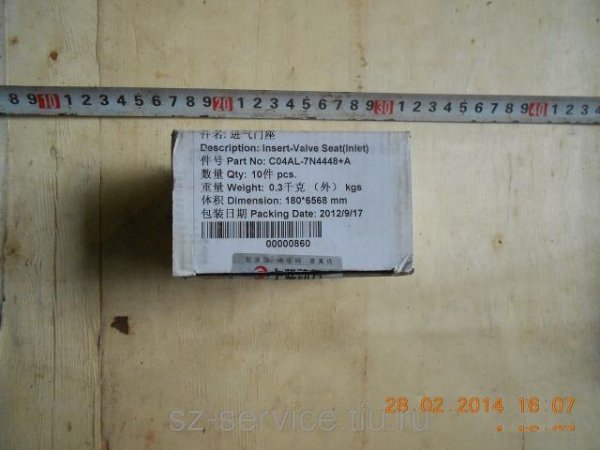 8 9 10 1 2 3 4 5 6 7 8 9 20 1 2 3 4 5 6 7 8 9 30 1 2 3 4 5 6 7 8 9 40 1 2 3
件名: 进气门座
Description: Insert-Valve Seat(Inlet)
件号 Part No: C04AL-7N4448+A
数量 Qty: 10件 pcs.
重量 Weight: 0.3千克 (外) kgs
体积 Dimension: 180*6568 mm
包装日期 Packing Date: 2012/9/17
00000860
28 02 2014 16:07
sz-service.tiu.ru